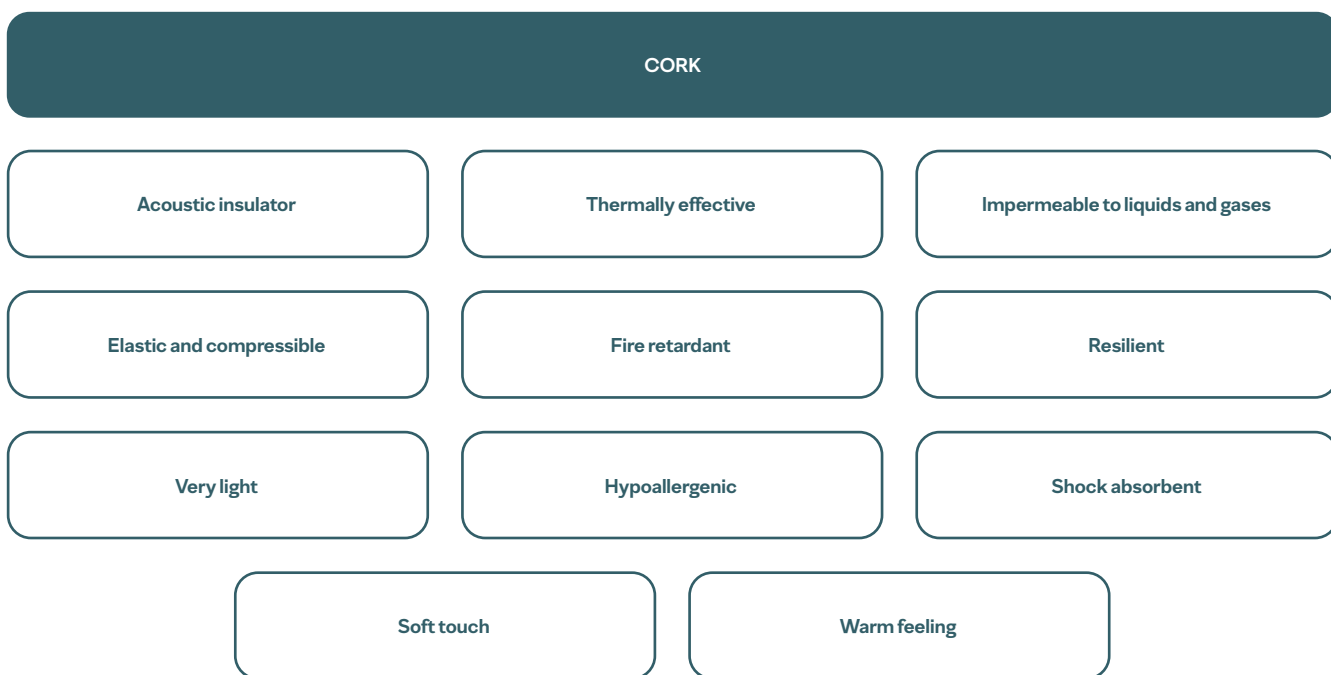 CORK
Acoustic insulator
Thermally effective
Impermeable to liquids and gases
Elastic and compressible
Fire retardant
Resilient
Very light
Hypoallergenic
Shock absorbent
Soft touch
Warm feeling